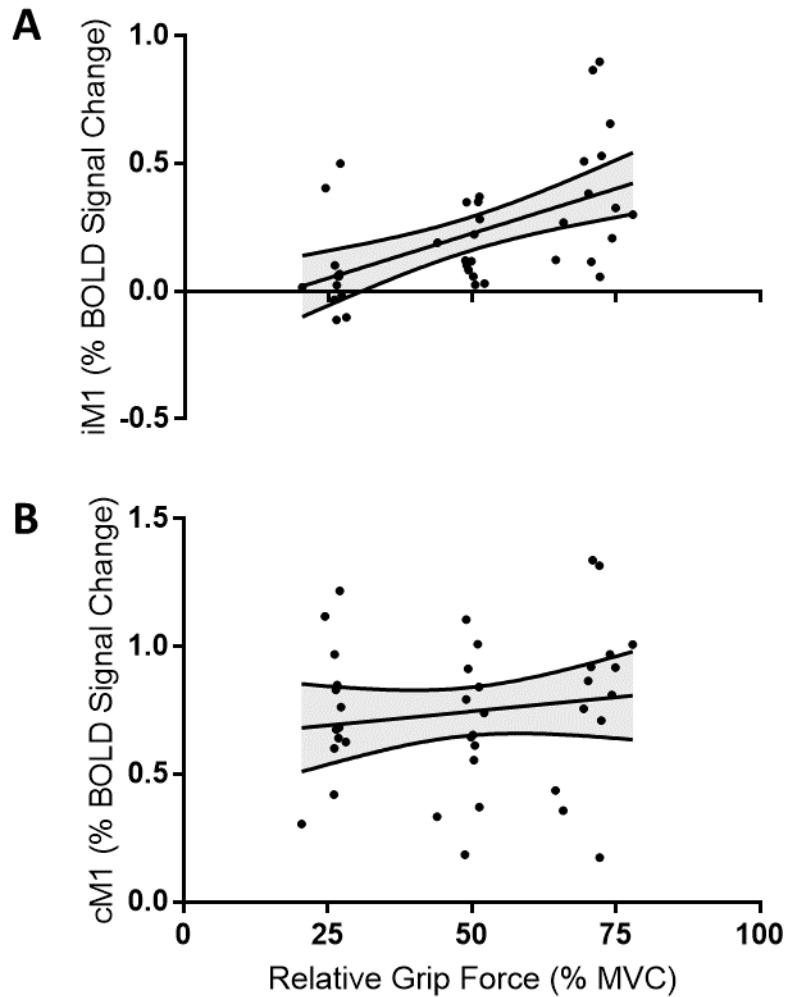 A
iM1 (% BOLD Signal Change)
1.0
0.5
0.0
-0.5
B
cM1 (% BOLD Signal Change)
1.5
1.0
0.5
0.0
0 25 50 75 100
Relative Grip Force (% MVC)